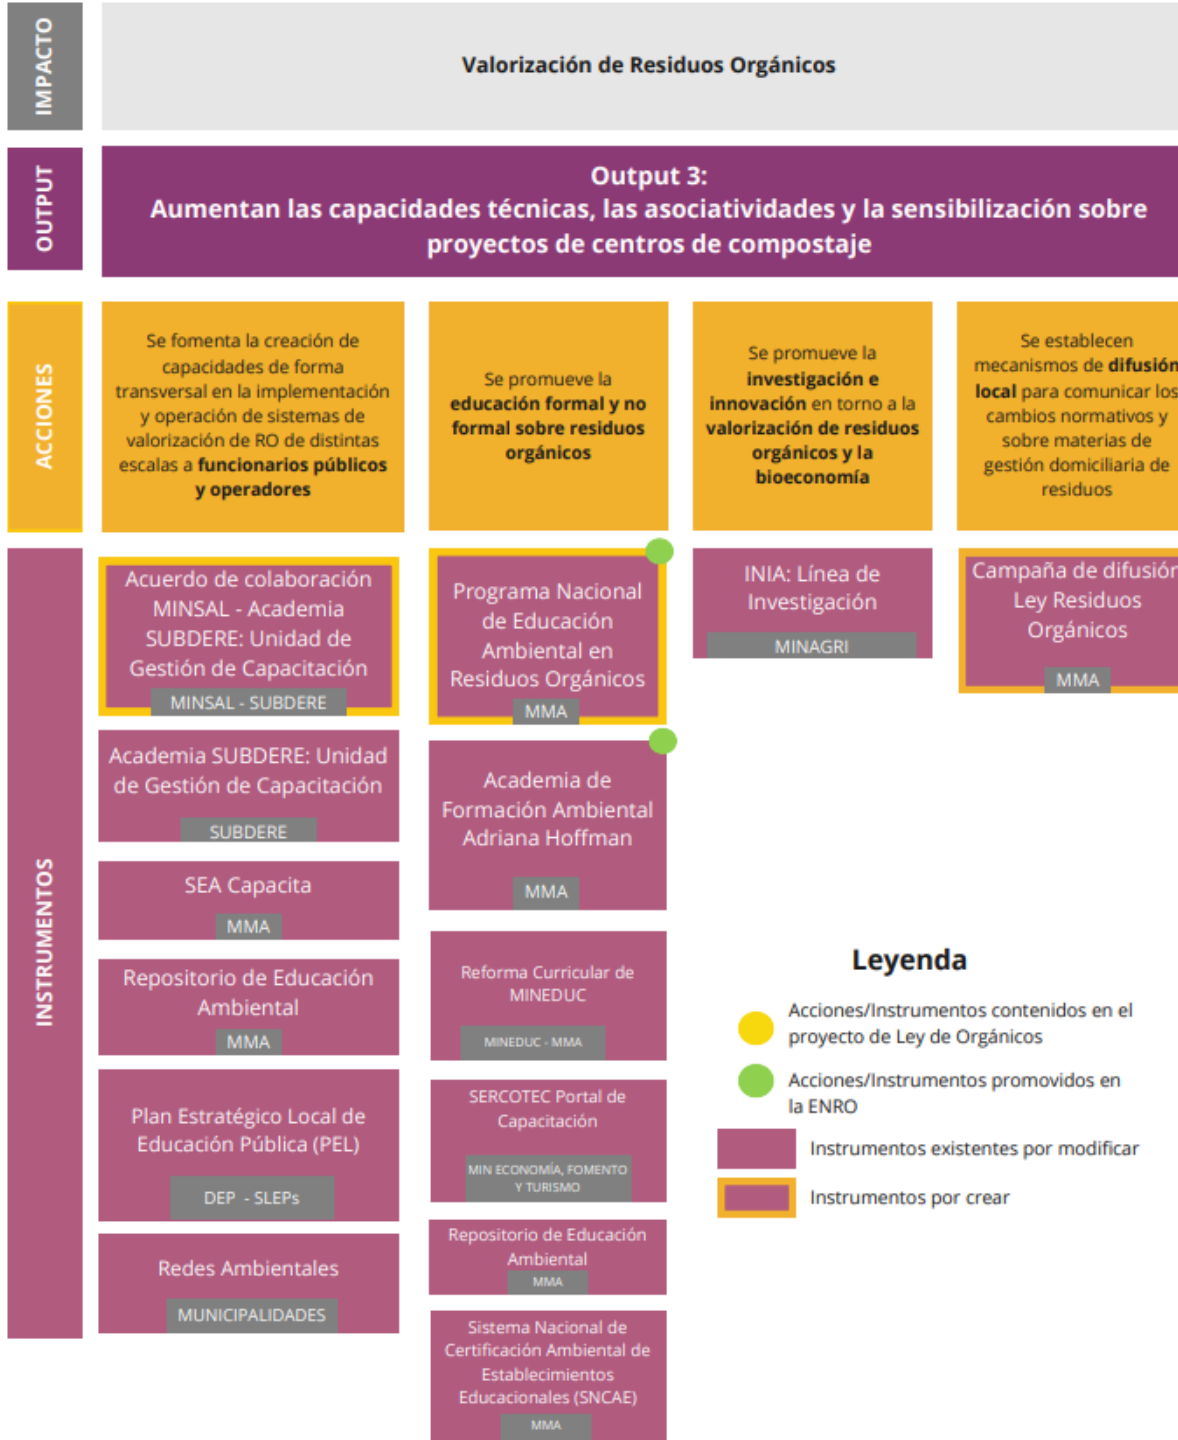 IMPACTO
Valorización de Residuos Orgánicos
OUTPUT
Output 3:
Aumentan las capacidades técnicas, las asociatividades y la sensibilización sobre
proyectos de centros de compostaje
ACCIONES
Se fomenta la creación de
capacidades de forma
transversal en la implementación
y operación de sistemas de
valorización de RO de distintas
escalas a funcionarios públicos
y operadores
Se promueve la
educación formal y no
formal sobre residuos
orgánicos
Se promueve la
investigación e
innovación en torno a la
valorización de residuos
orgánicos y la
bioeconomía
Se establecen
mecanismos de difusión
local para comunicar los
cambios normativos y
sobre materias de
gestión domiciliaria de
residuos
INSTRUMENTOS
Acuerdo de colaboración
MINSAL - Academia
SUBDERE: Unidad de
Gestión de Capacitación
MINSAL - SUBDERE
Academia SUBDERE: Unidad
de Gestión de Capacitación
SUBDERE
SEA Capacita
MMA
Repositorio de Educación
Ambiental
MMA
Plan Estratégico Local de
Educación Pública (PEL)
DEP - SLEPs
Redes Ambientales
MUNICIPALIDADES
Programa Nacional
de Educación
Ambiental en
Residuos Orgánicos
MMA
Academia de
Formación Ambiental
Adriana Hoffman
MMA
Reforma Curricular de
MINEDUC
MINEDUC - MMA
SERCOTEC Portal de
Capacitación
MIN ECONOMÍA, FOMENTO
Y TURISMO
Repositorio de Educación
Ambiental
MMA
Sistema Nacional de
Certificación Ambiental de
Establecimientos
Educacionales (SNCAE)
MMA
INIA: Línea de
Investigación
MINAGRI
Campaña de difusión
Ley Residuos
Orgánicos
MMA
Leyenda
Acciones/Instrumentos contenidos en el
proyecto de Ley de Orgánicos
Acciones/Instrumentos promovidos en
la ENRO
Instrumentos existentes por modificar
Instrumentos por crear